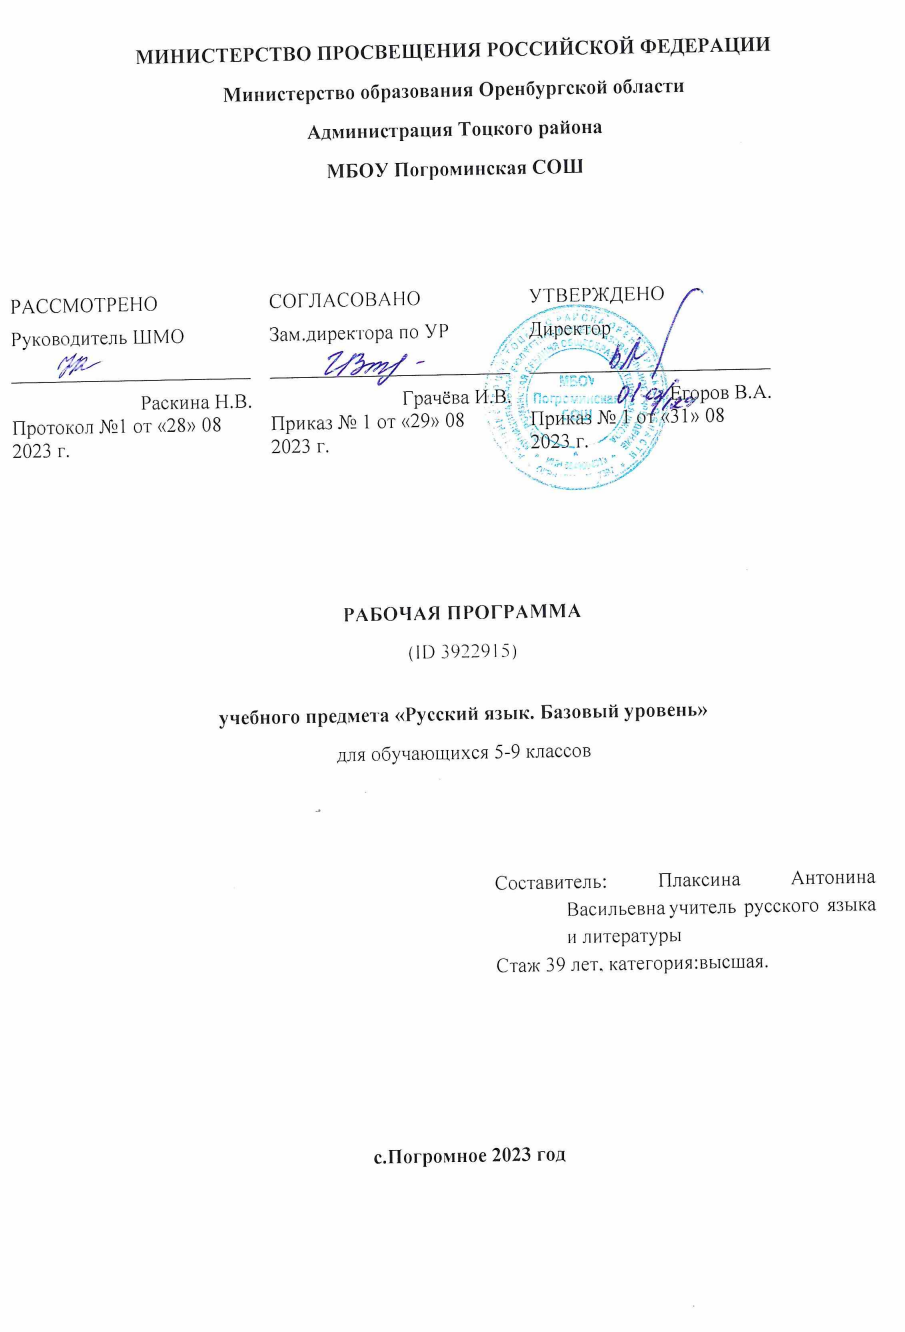 МИНИСТЕРСТВО ПРОСВЕЩЕНИЯ РОССИЙСКОЙ ФЕДЕРАЦИИ
Министерство образования Оренбургской области
Администрация Тоцкого района
МБОУ Погроминская СОШ
РАССМОТРЕНО
Руководитель ШМО
Раскина Н.В.
Протокол №1 от «28» 08
2023 г.
СОГЛАСОВАНО
Зам.директора по УР
Грачёва И.В.
Приказ № 1 от «29» 08
2023 г.
УТВЕРЖДЕНО
Директор
Егоров В.А.
Приказ № 1 от «31» 08
2023 г.
МБОУ
Погроминская
СОШ
РАБОЧАЯ ПРОГРАММА
(ID 3922915)
учебного предмета «Русский язык. Базовый уровень»
для обучающихся 5-9 классов
Составитель: Плаксина Антонина
Васильевна учитель русского языка
и литературы
Стаж 39 лет, категория:высшая.
с.Погромное 2023 год